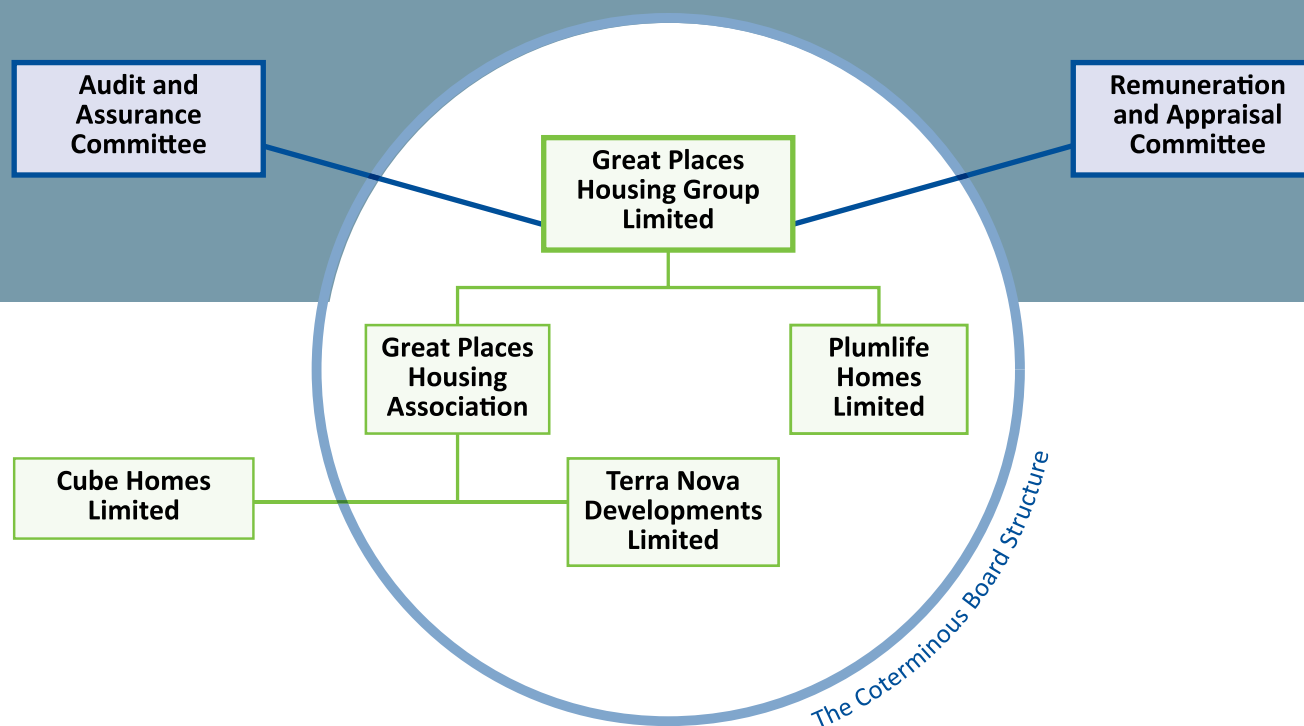 Audit and
Assurance
Committee
Remuneration
and Appraisal
Committee
Great Places
Housing Group
Limited
Great Places
Housing
Association
Plumlife
Homes
Limited
Cube Homes
Limited
Terra Nova
Developments
Limited
The Coterminous Board Structure